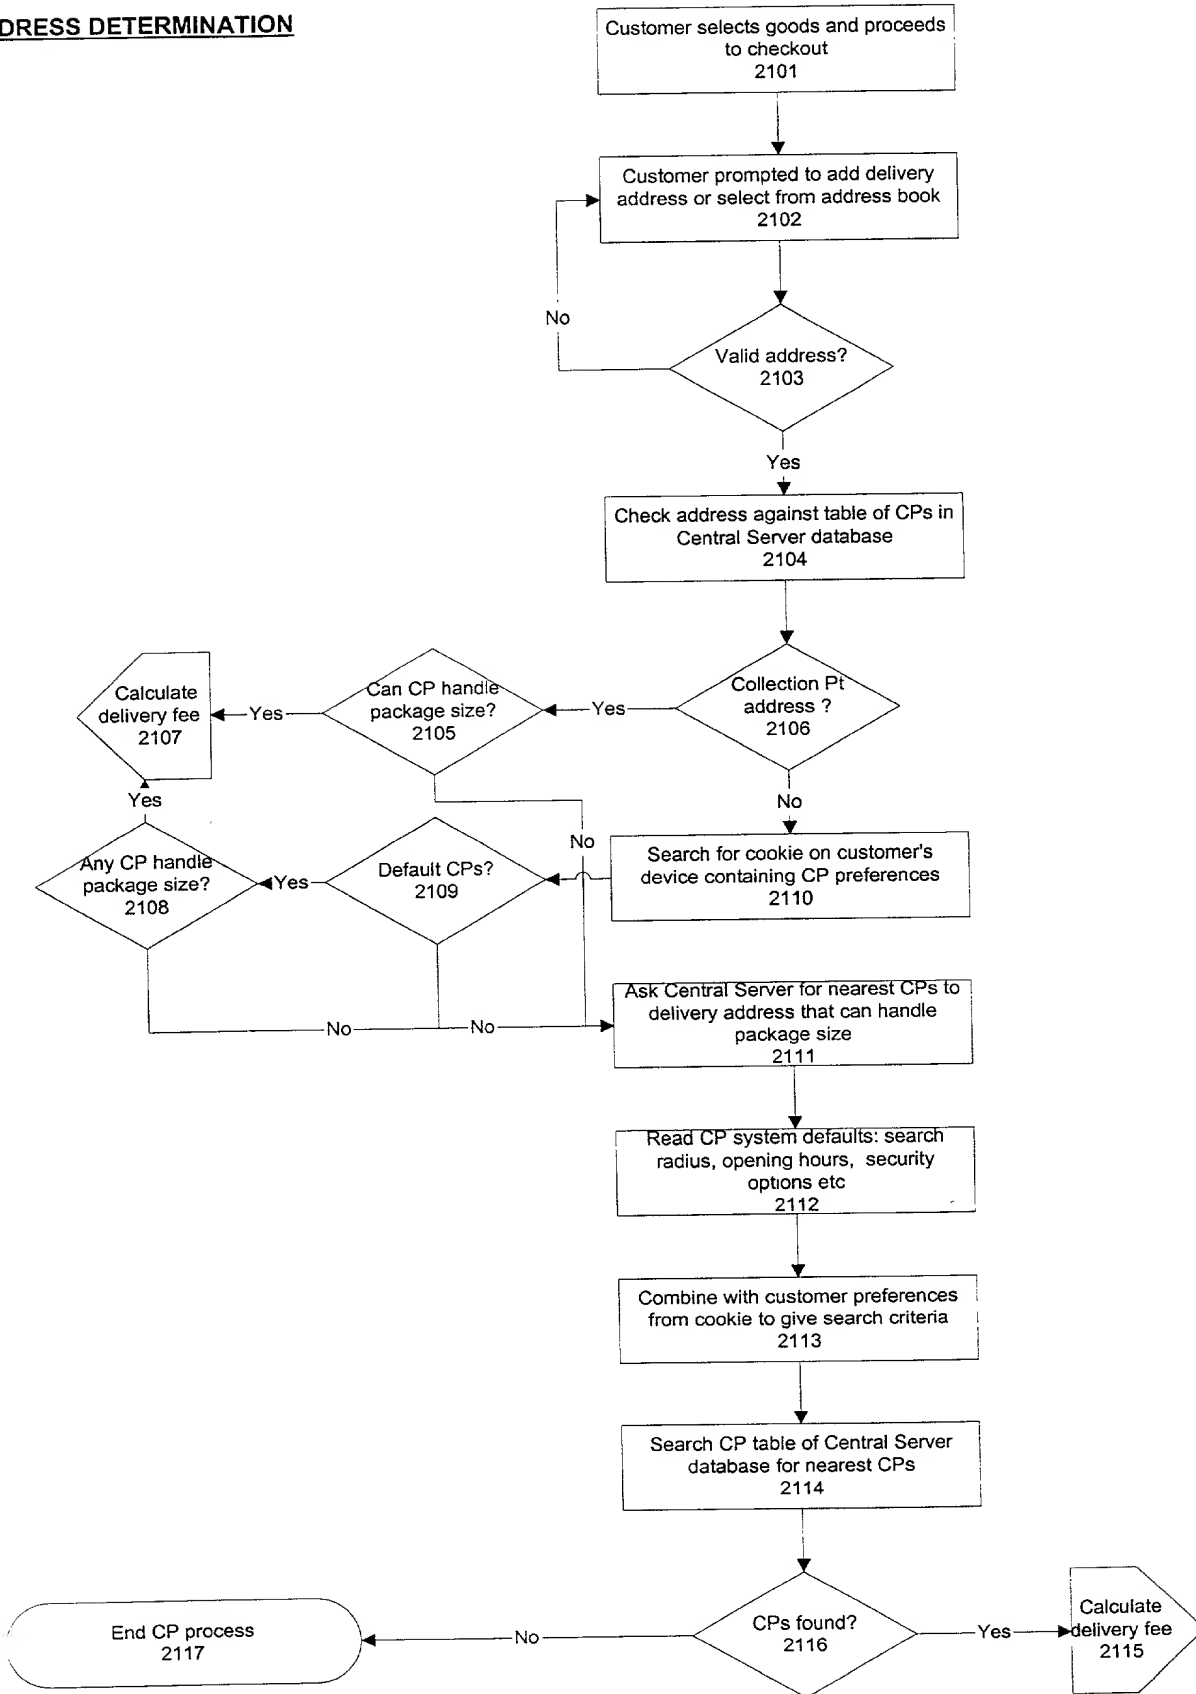 DRESS DETERMINATION
Customer selects goods and proceeds
to checkout
2101
Customer prompted to add delivery
address or select from address book
2102
No
Valid address?
2103
Yes
Check address against table of CPs in
Central Server database
2104
Calculate
delivery fee
2107
Yes
Can CP handle
package size?
2105
Yes
Collection Pt
address ?
2106
Yes
No
No
Any CP handle
package size?
2108
Yes
Default CPs?
2109
Search for cookie on customer's
device containing CP preferences
2110
No
No
Ask Central Server for nearest CPs to
delivery address that can handle
package size
2111
Read CP system defaults: search
radius, opening hours, security
options etc
2112
Combine with customer preferences
from cookie to give search criteria
2113
Search CP table of Central Server
database for nearest CPs
2114
End CP process
2117
No
CPs found?
2116
Yes
Calculate
delivery fee
2115